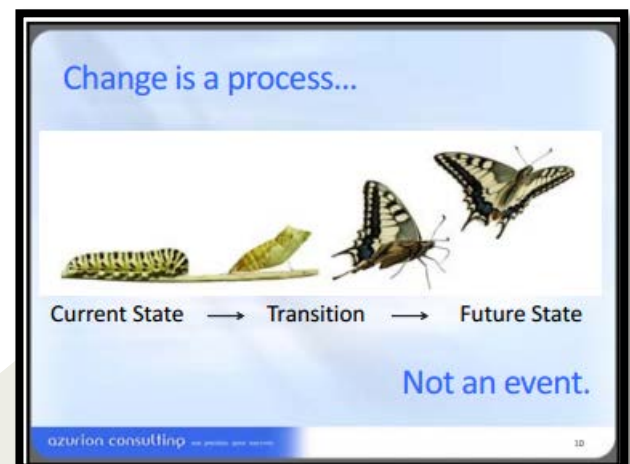 Change is a process...
Current State → Transition → Future State
Not an event.
azurion consulting
10